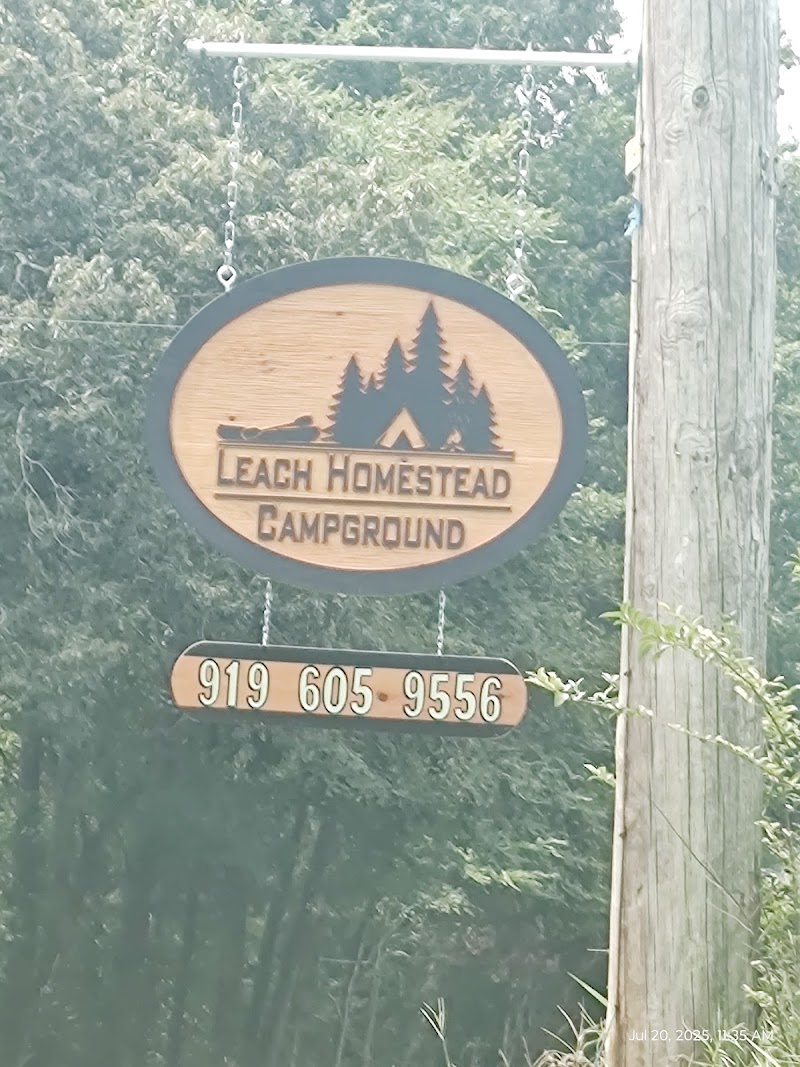 Leach Homestead
Campground
919 605 9556
Jul 20, 2025, 11:35 AM